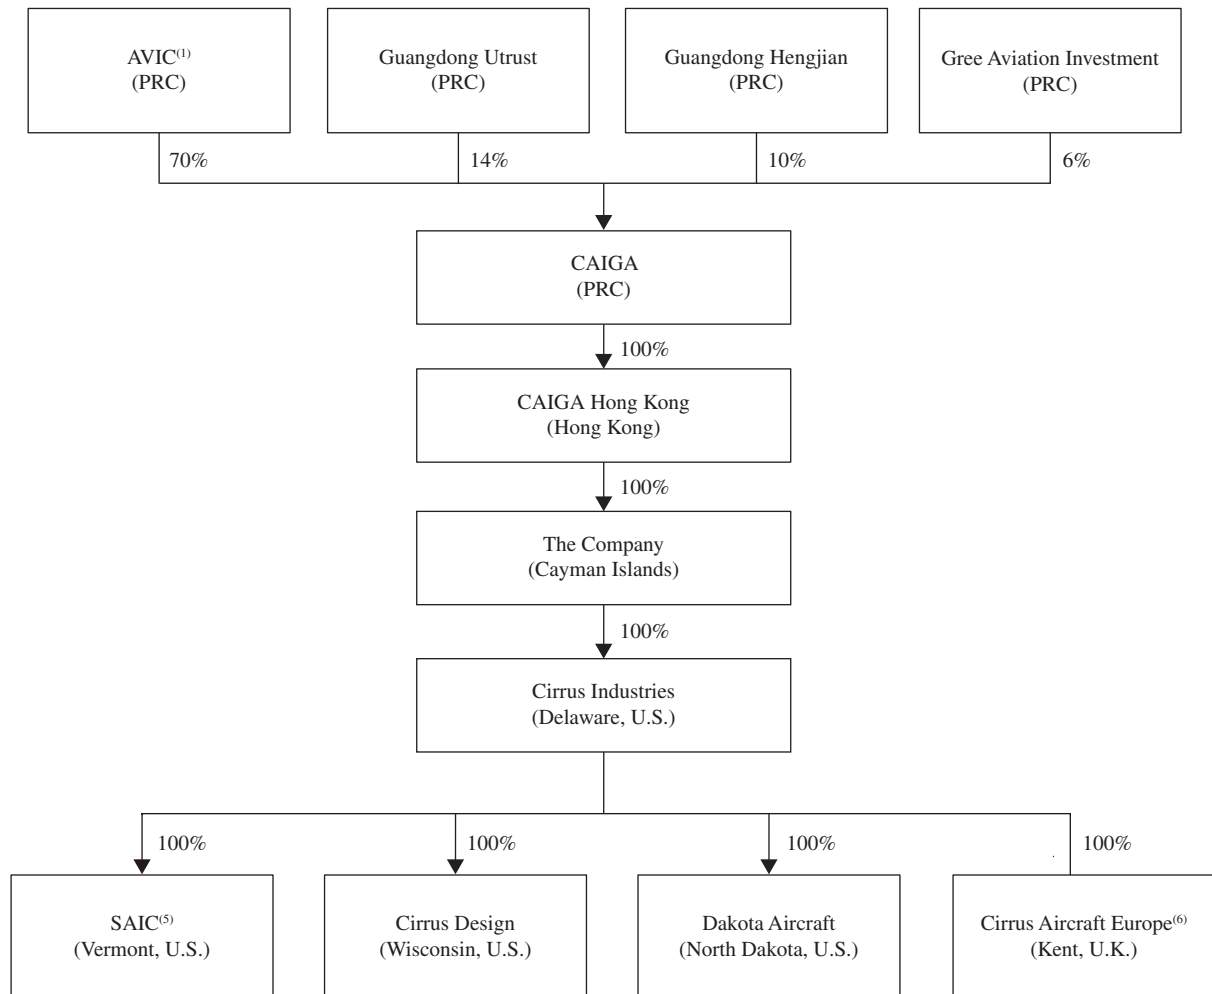 AVIC(1)
(PRC)
Guangdong Utrust
(PRC)
Guangdong Hengjian
(PRC)
Gree Aviation Investment
(PRC)
70%
14%
10%
6%
CAIGA
(PRC)
100%
CAIGA Hong Kong
(Hong Kong)
100%
The Company
(Cayman Islands)
100%
Cirrus Industries
(Delaware, U.S.)
100%
100%
100%
100%
SAIC(5)
(Vermont, U.S.)
Cirrus Design
(Wisconsin, U.S.)
Dakota Aircraft
(North Dakota, U.S.)
Cirrus Aircraft Europe(6)
(Kent, U.K.)